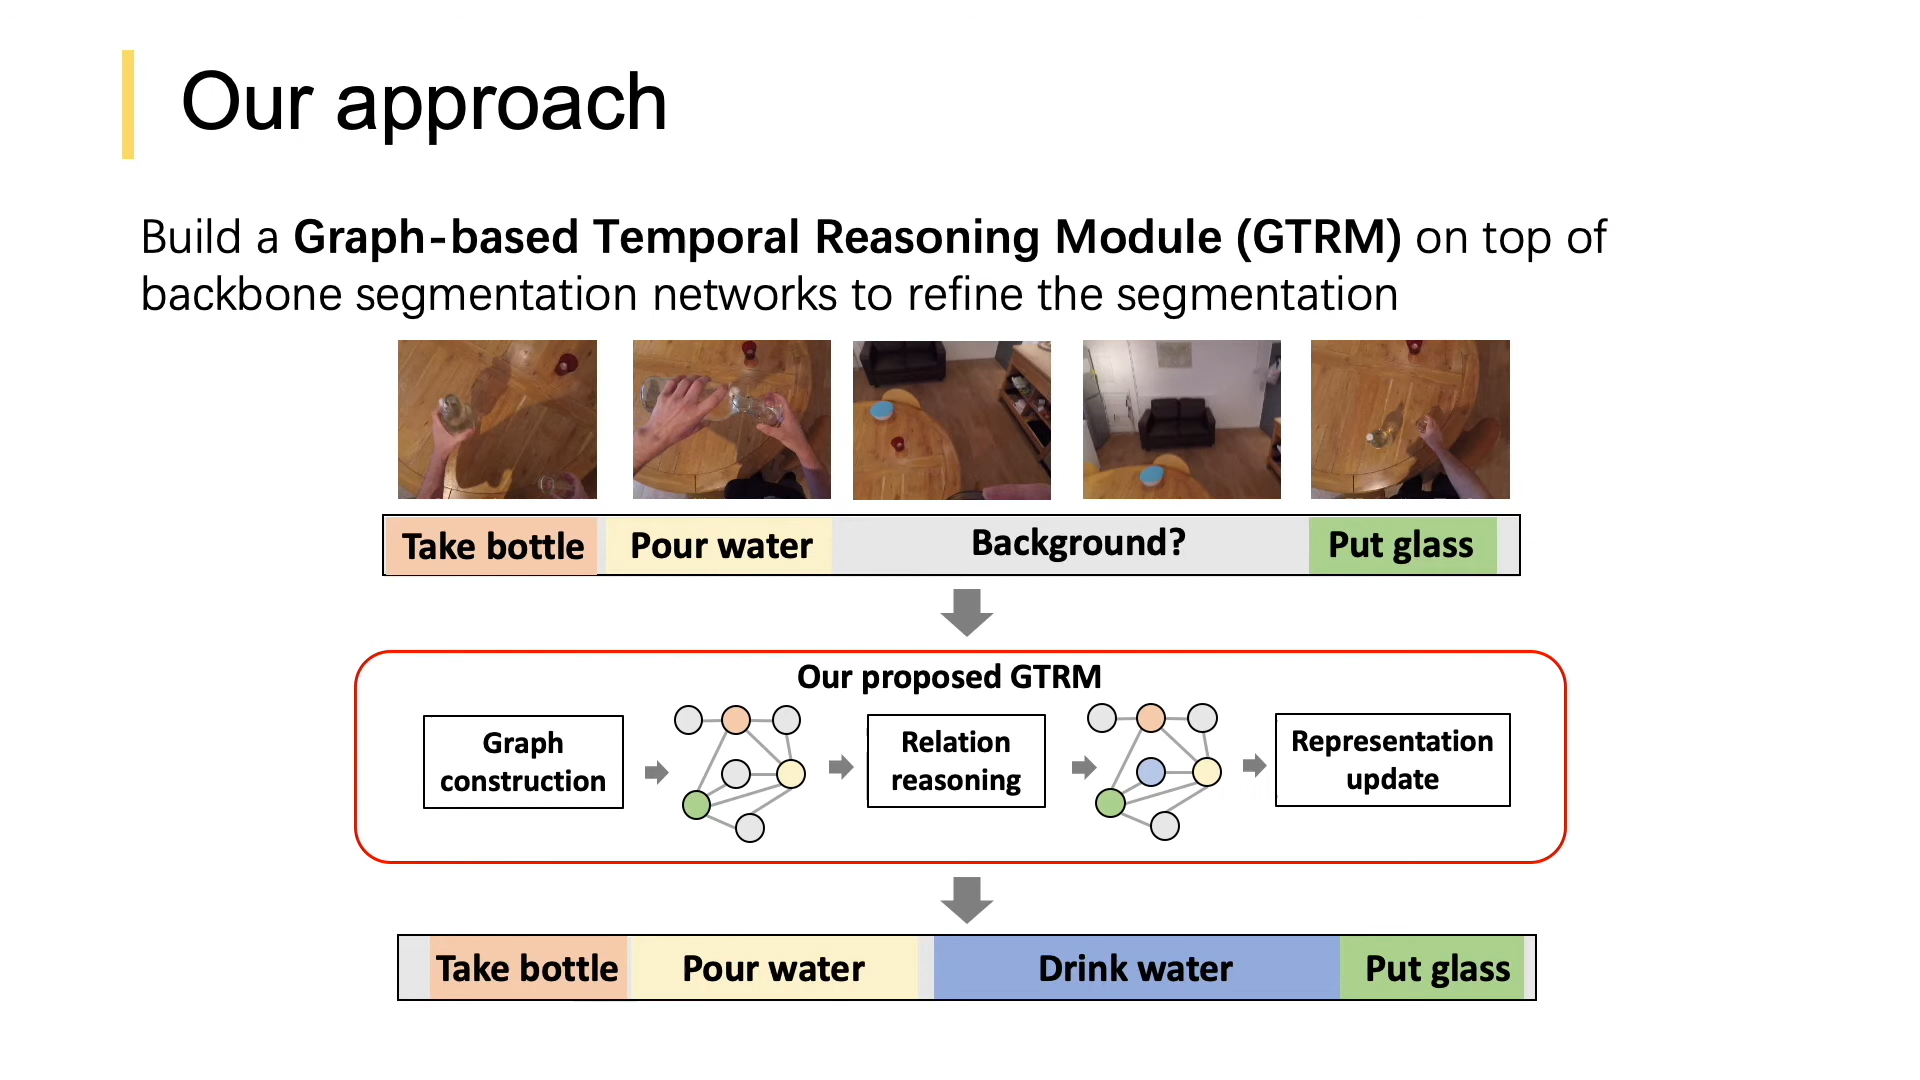 Our approach
Build a Graph-based Temporal Reasoning Module (GTRM) on top of
backbone segmentation networks to refine the segmentation
Take bottle
Pour water
Background?
Put glass
Our proposed GTRM
Graph
construction
Relation
reasoning
Representation
update
Take bottle
Pour water
Drink water
Put glass